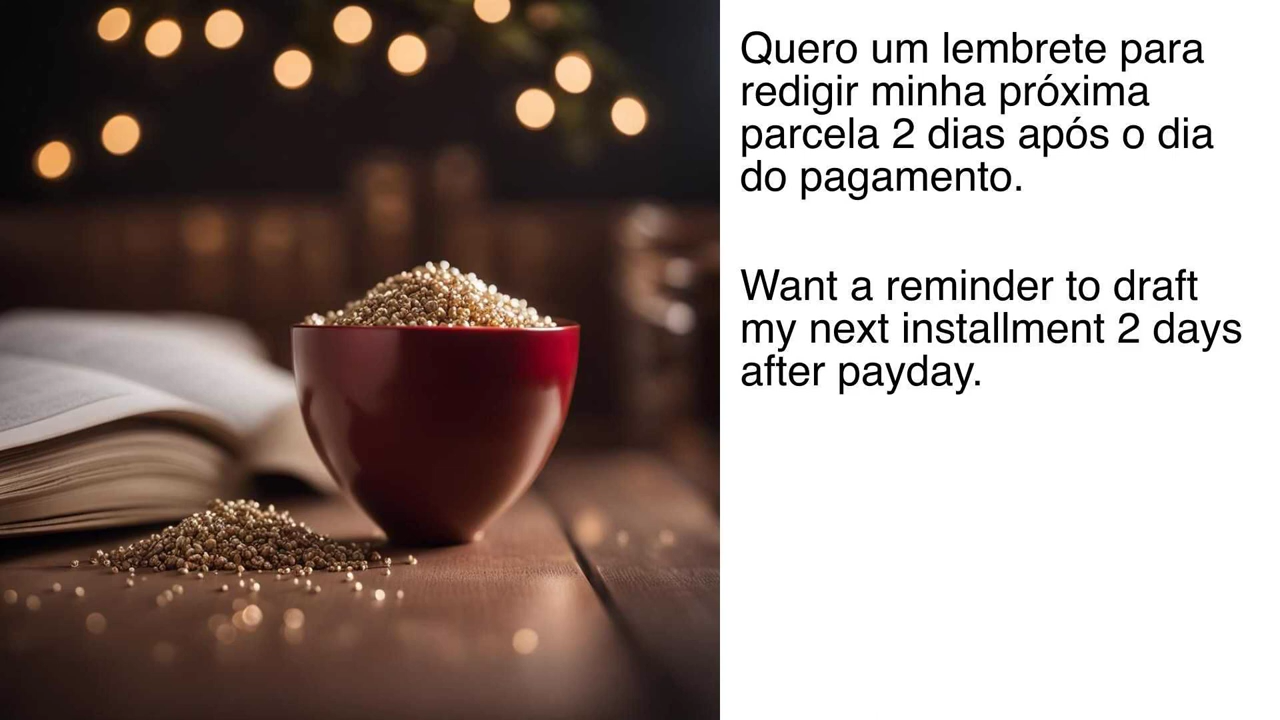 Quero um lembrete para
redigir minha próxima
parcela 2 dias após o dia
do pagamento.
Want a reminder to draft
my next installment 2 days
after payday.